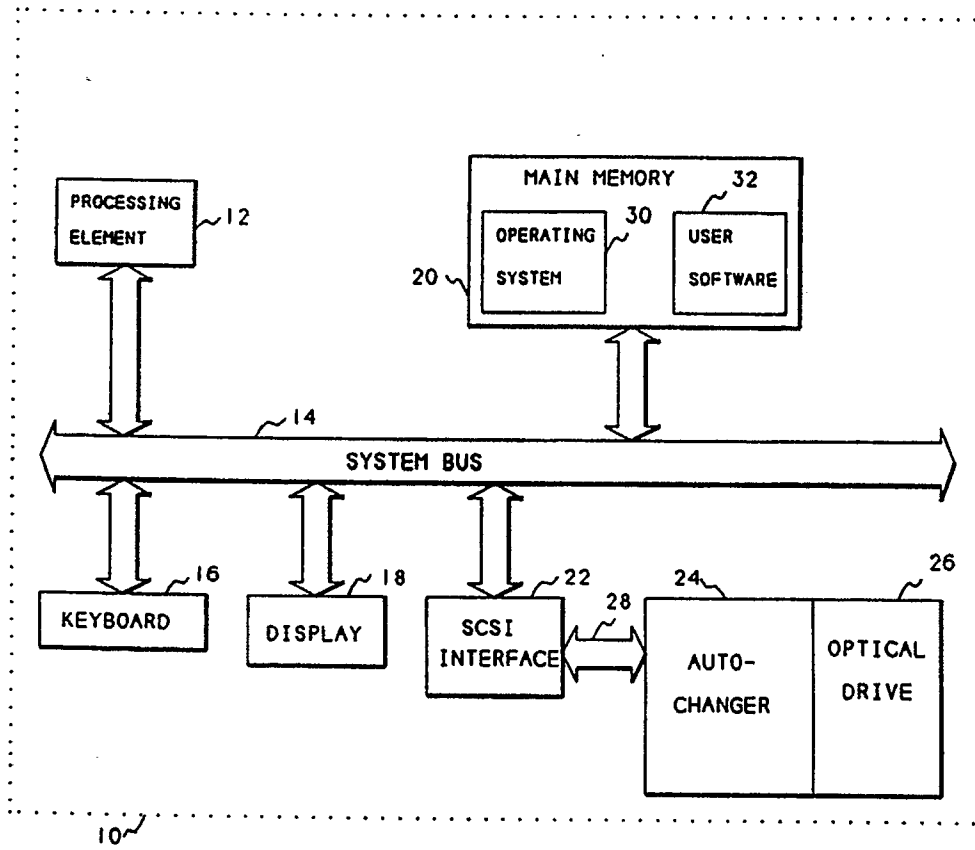 MAIN MEMORY
32
PROCESSING
ELEMENT
12
OPERATING
SYSTEM
30
USER
SOFTWARE
20
14
SYSTEM BUS
16
KEYBOARD
18
DISPLAY
22
SCSI
INTERFACE
28
24
AUTO-
CHANGER
26
OPTICAL
DRIVE
10